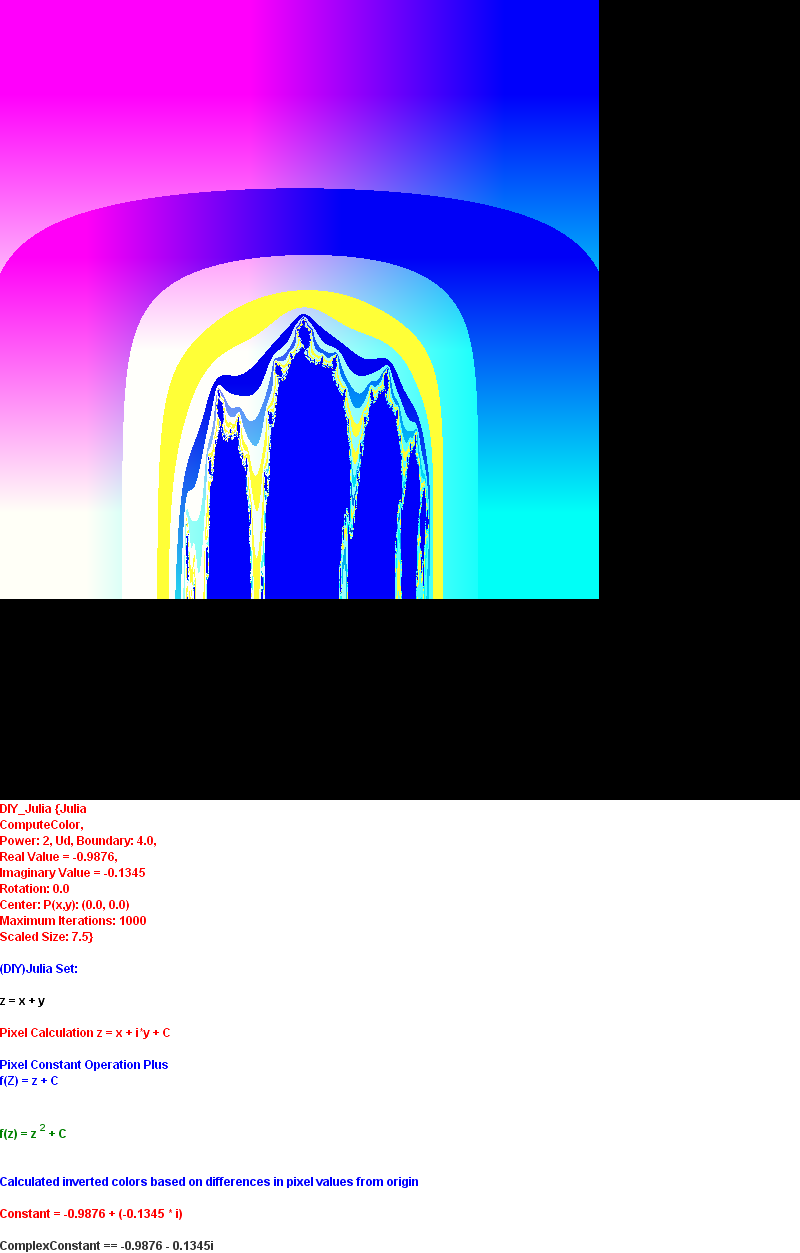 DIY_Julia {Julia
ComputeColor,
Power: 2, Ud, Boundary: 4.0,
Real Value = -0.9876,
Imaginary Value = -0.1345
Rotation: 0.0
Center: P(x,y): (0.0, 0.0)
Maximum Iterations: 1000
Scaled Size: 7.5}
(DIY)Julia Set:
z = x + y
Pixel Calculation z = x + i*y + C
Pixel Constant Operation Plus
f(Z) = z + C
f(z) = z 2 + C
Calculated inverted colors based on differences in pixel values from origin
Constant = -0.9876 + (-0.1345 * i)
ComplexConstant == -0.9876 - 0.1345i